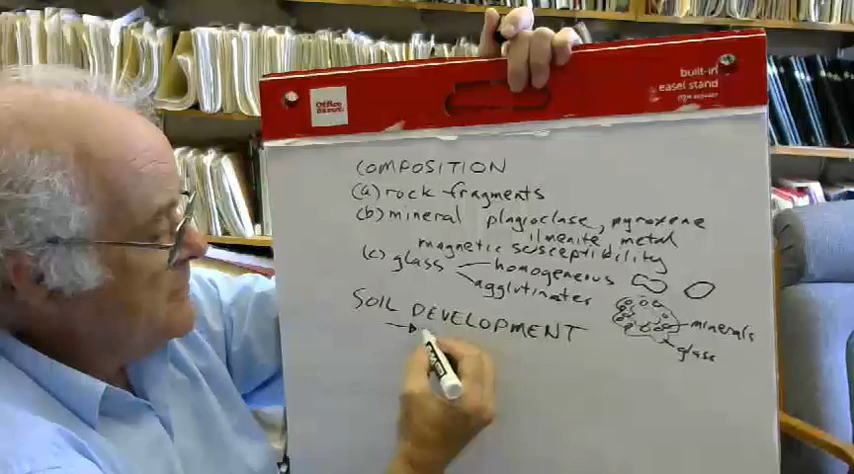 Office DEPOT
built-in
easel stand
COMPOSITION
(a) rock fragments
(b) mineral plagioclase, pyroxene
ilmenite metal
magnetic susceptibility
(c) glass homogeneous
agglutinates
SOIL DEVELOPMENT
minerals
glass